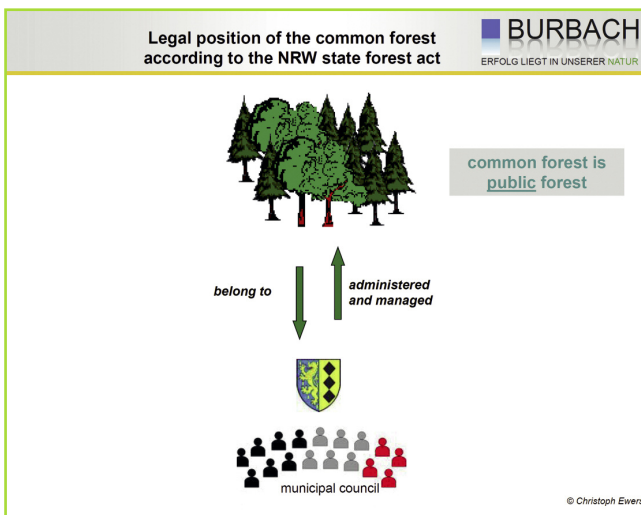 Legal position of the common forest
according to the NRW state forest act
BURBACH
ERFOLG LIEGT IN UNSERER NATUR
common forest is
public forest
belong to
administered
and managed
municipal council
© Christoph Ewers